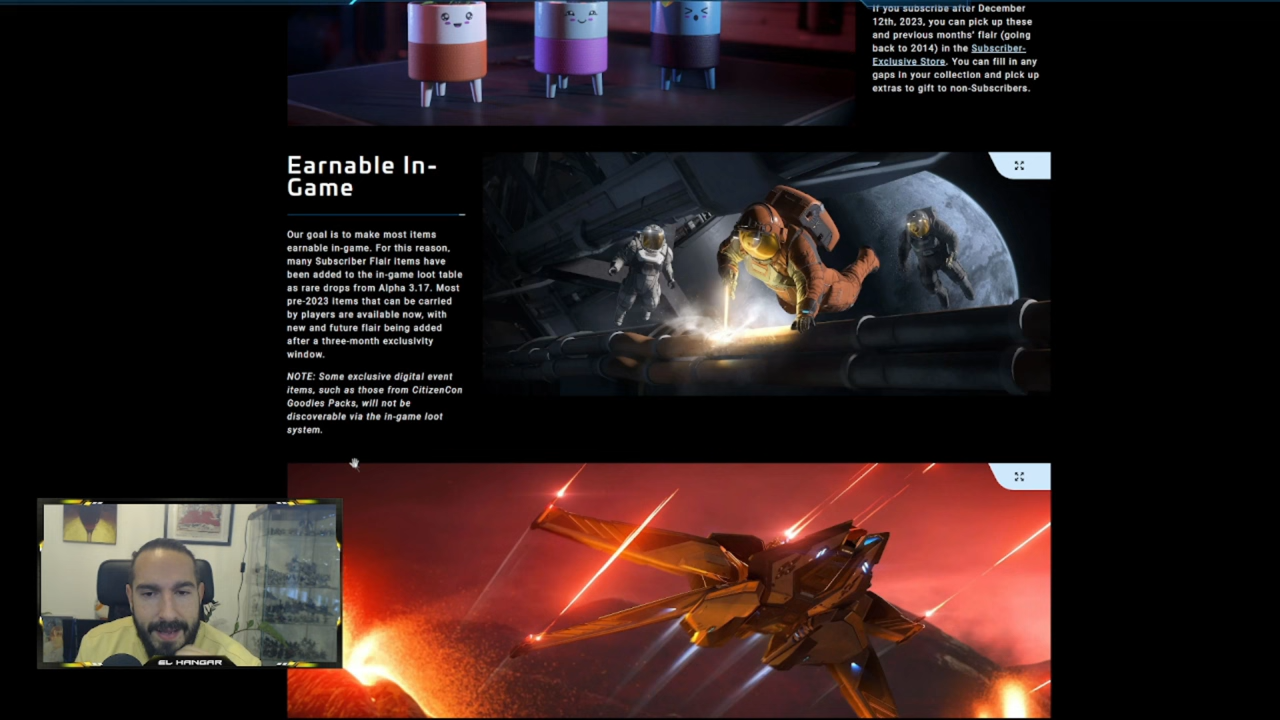 If you subscribe after December
12th, 2023, you can pick up these
and previous months' flair (going
back to 2014) in the Subscriber-
Exclusive Store. You can fill in any
gaps in your collection and pick up
extras to gift to non-Subscribers.
Earnable In-
Game
Our goal is to make most items
earnable in-game. For this reason,
many Subscriber Flair items have
been added to the in-game loot table
as rare drops from Alpha 3.17. Most
pre-2023 items that can be carried
by players are available now, with
new and future flair being added
after a three-month exclusivity
window.
NOTE: Some exclusive digital event
items, such as those from CitizenCon
Goodies Packs, will not be
discoverable via the in-game loot
system.
EL HANGAR